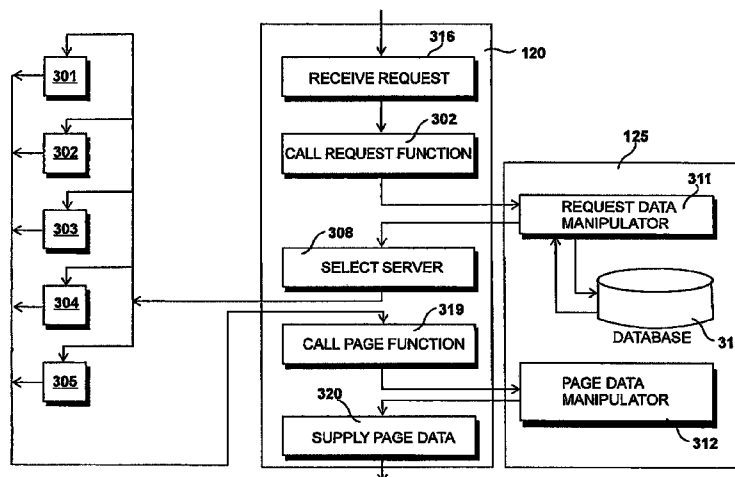 316
120
RECEIVE REQUEST
301
302
CALL REQUEST FUNCTION
302
125
311
REQUEST DATA
MANIPULATOR
303
308
SELECT SERVER
304
319
CALL PAGE FUNCTION
31
DATABASE
305
PAGE DATA
MANIPULATOR
312
320
SUPPLY PAGE DATA